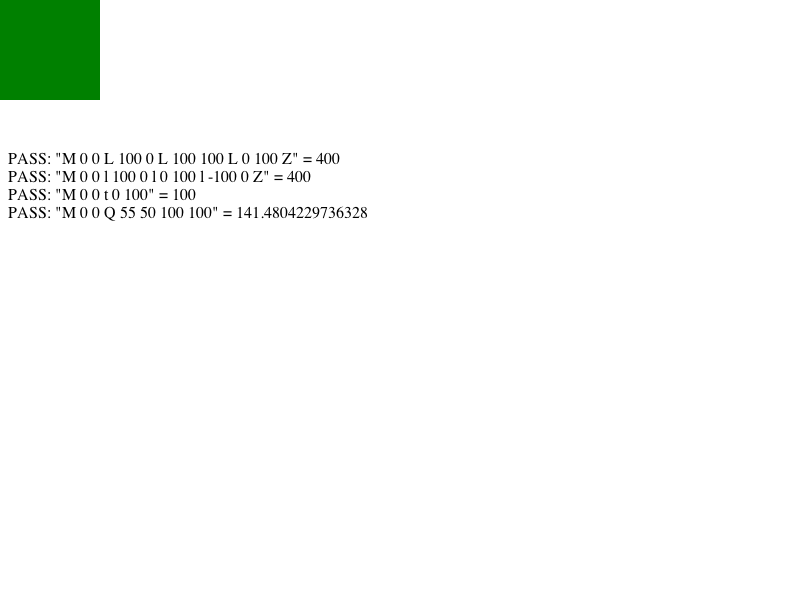 PASS: "M 0 0 L 100 0 L 100 100 L 0 100 Z" = 400
PASS: "M 0 0 l 100 0 l 0 100 l -100 0 Z" = 400
PASS: "M 0 0 t 0 100" = 100
PASS: "M 0 0 Q 55 50 100 100" = 141.4804229736328